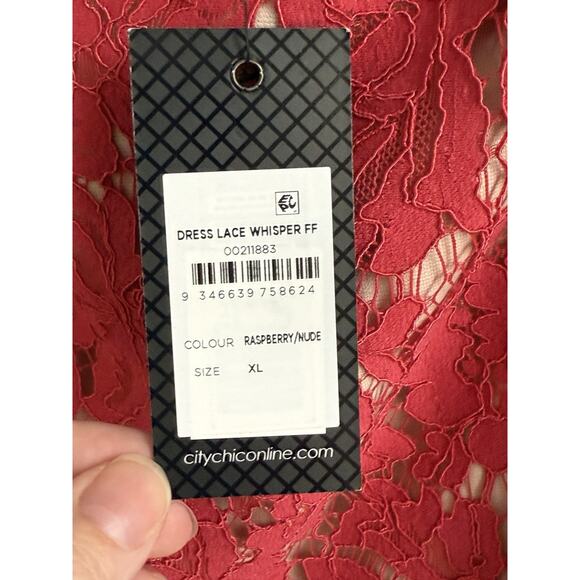 DRESS LACE WHISPER FF
00211883
9 346639 758624
COLOUR RASPBERRY/NUDE
SIZE XL
citychiconline.com